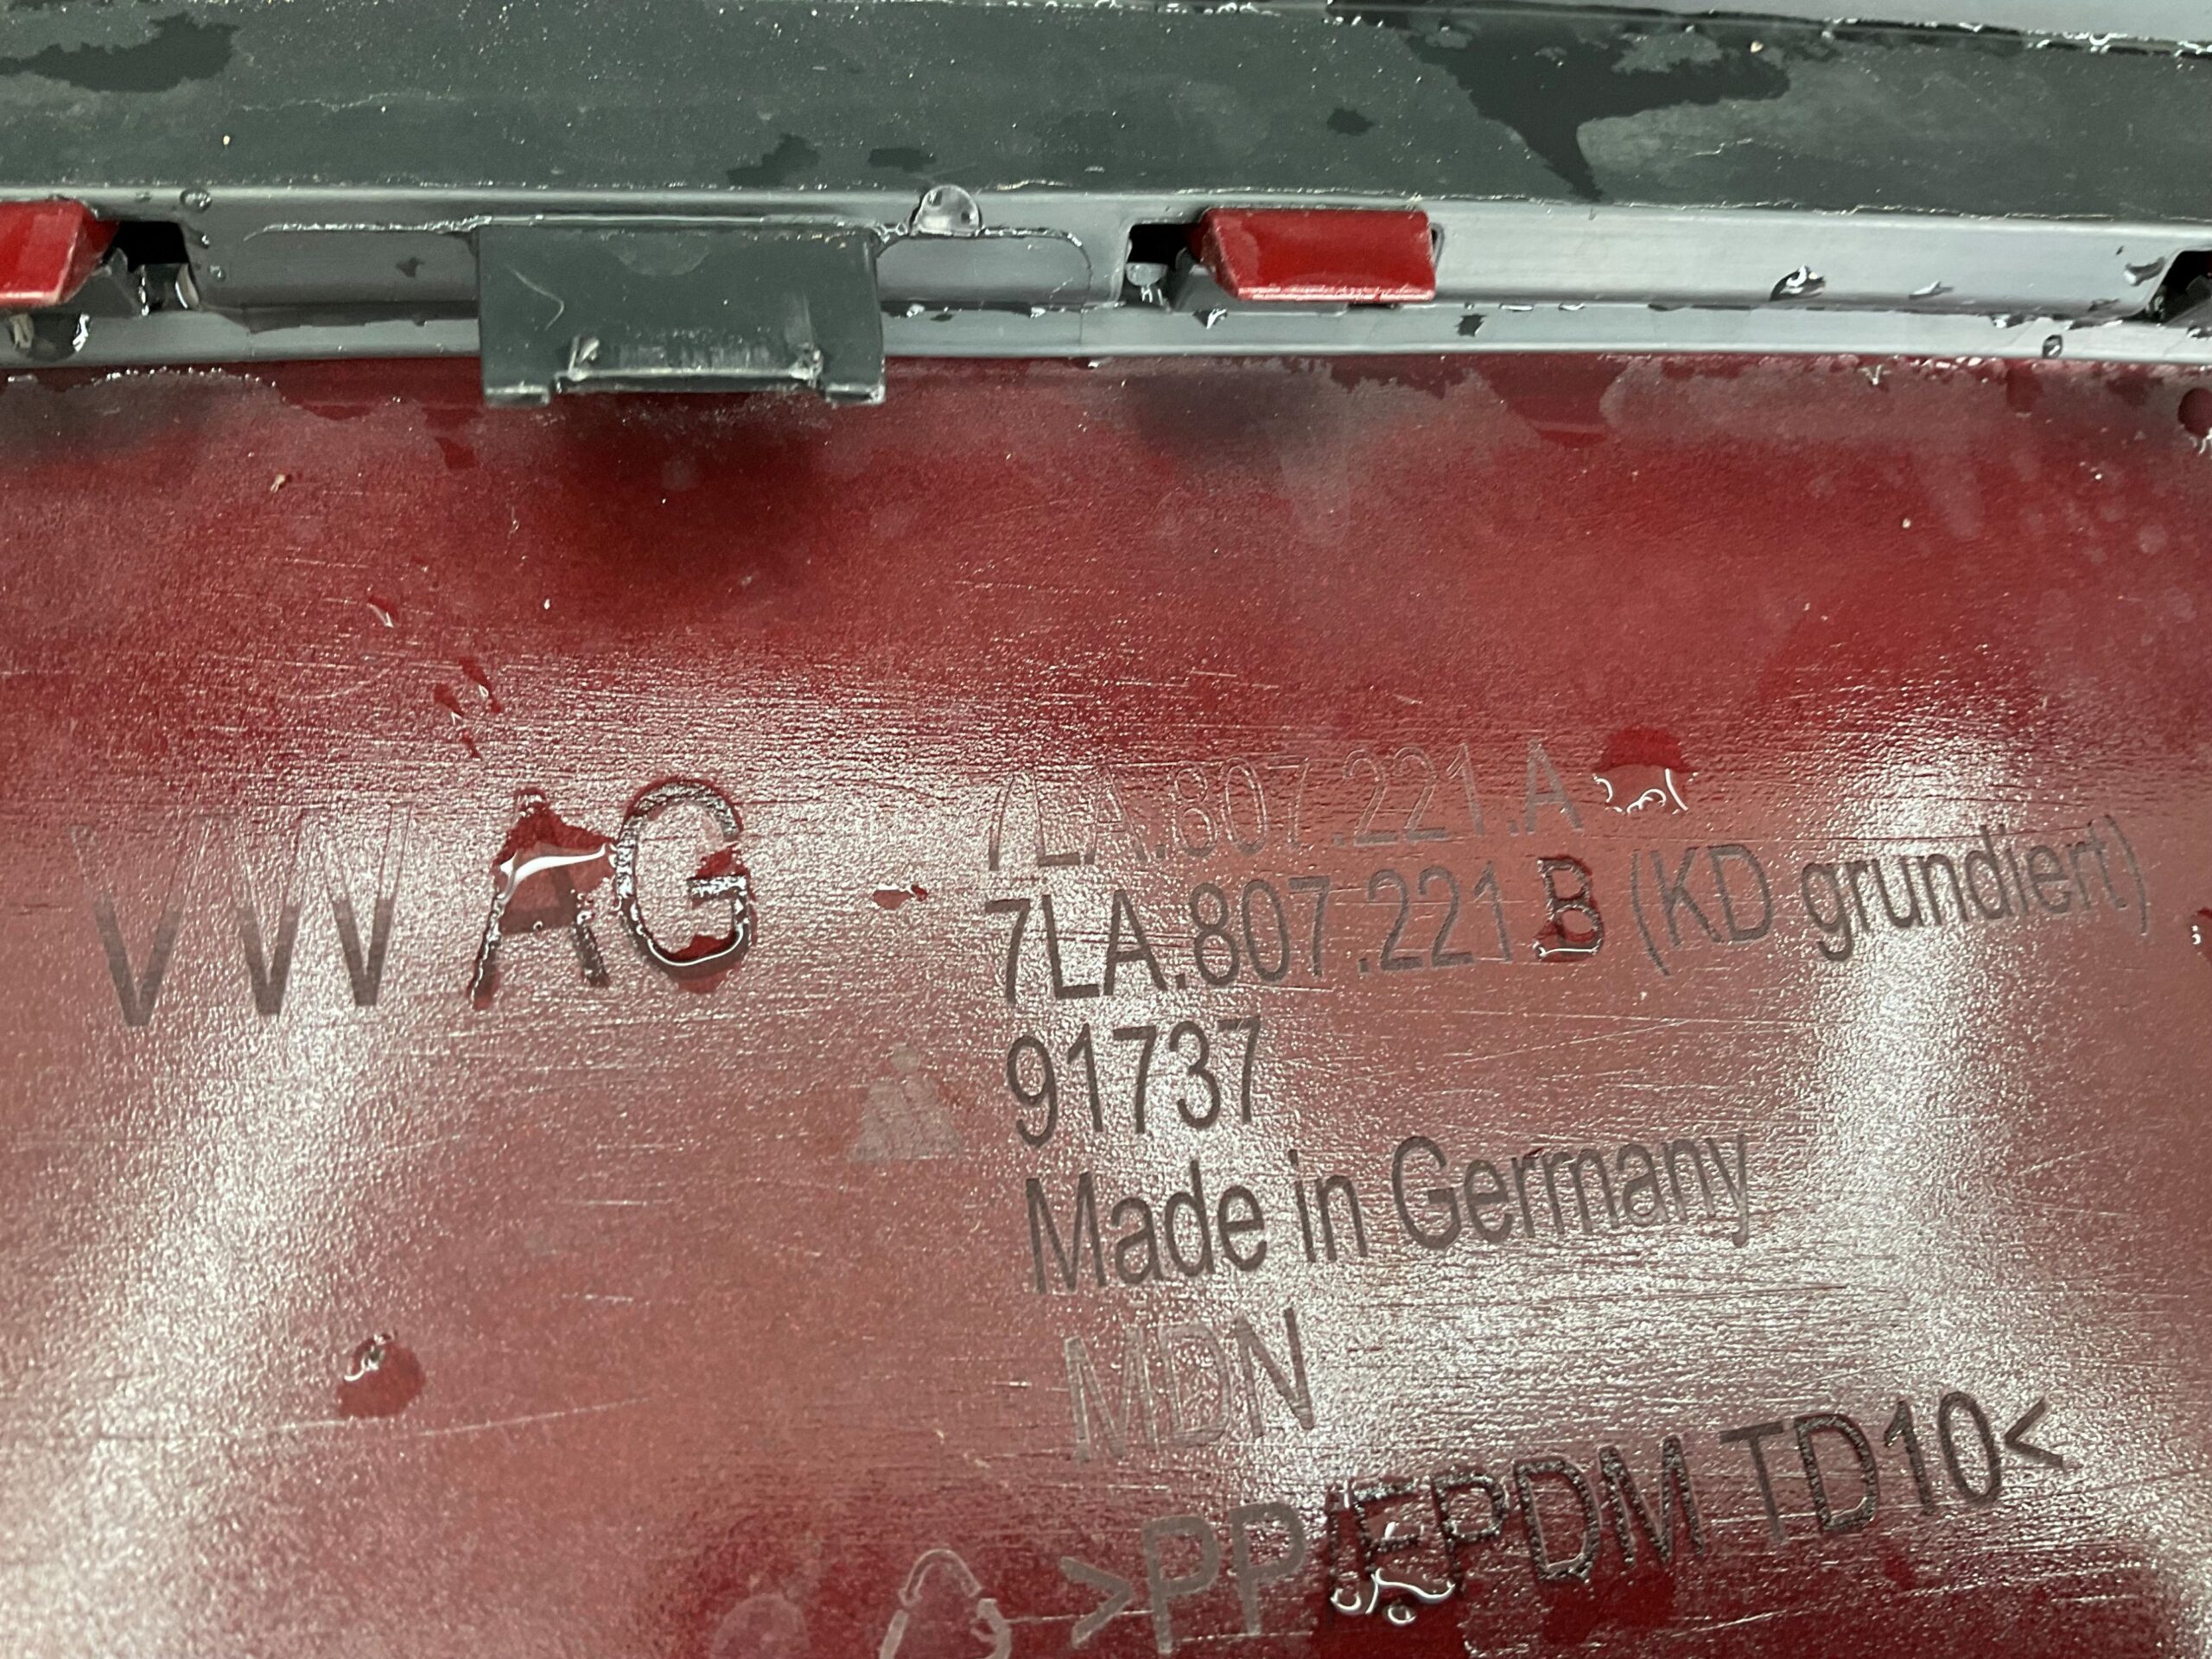 VW AG
7LA.807.221.A
7LA.807.221 B (KD grundiert)
91737
Made in Germany
MDN
>PP/EPDM TD10<